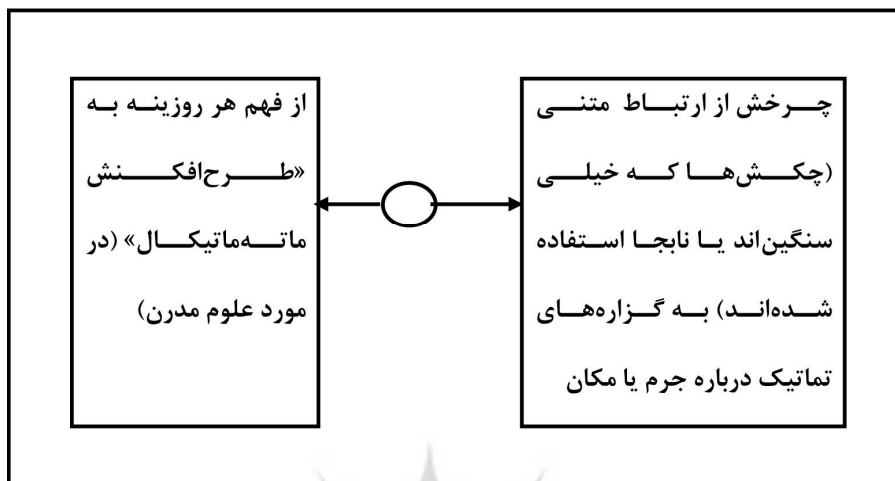 چرخش از ارتباط متنی
(چکش‌ها که خیلی
سنگین‌اند یا نابجا استفاده
شده‌اند) به گزاره‌های
تماتیک درباره جرم یا مکان
از فهم هر روزینه به
«طرح‌افکنش
ماته‌ماتیکال» (در
مورد علوم مدرن)